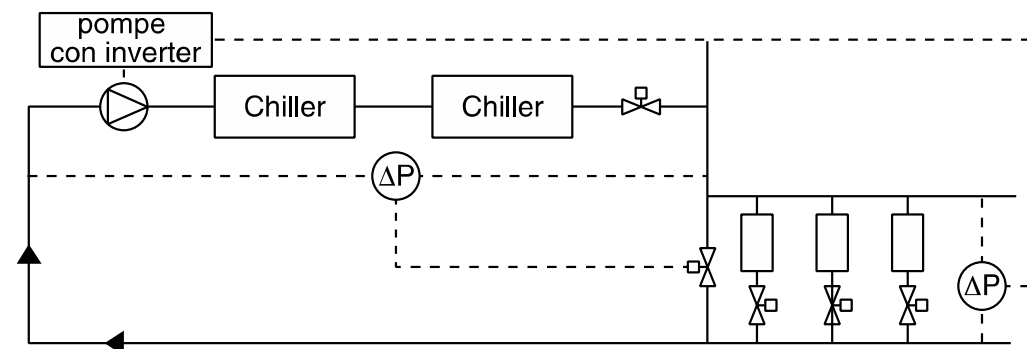 pompe
con inverter
Chiller
Chiller
ΔP
ΔP